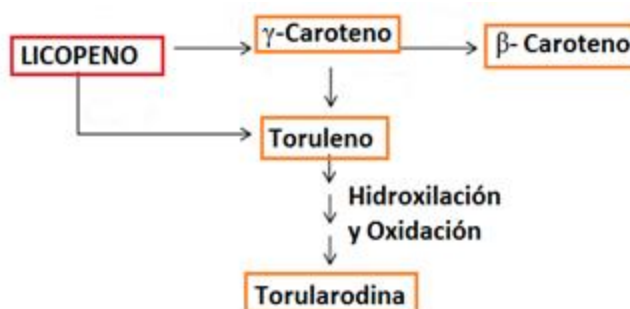 γ-Caroteno
β- Caroteno
LICOPENO
Toruleno
Hidroxilación
y Oxidación
Torularodina